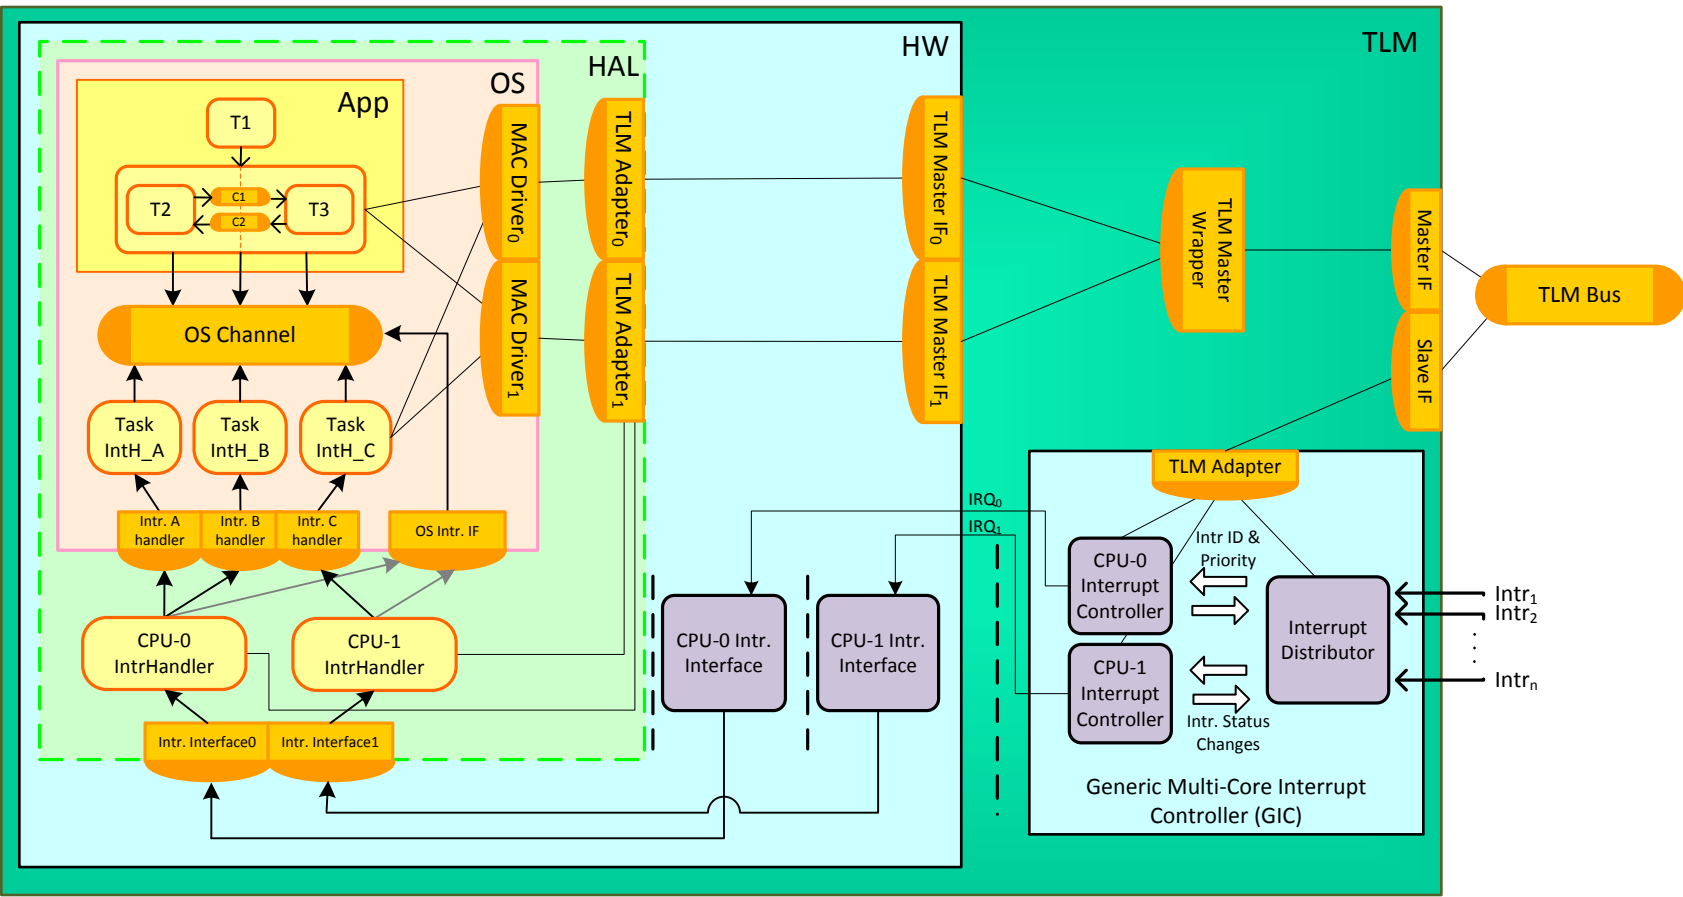 TLM
HW
HAL
OS
App
T1
T2
C1
C2
T3
OS Channel
Task
IntH_A
Task
IntH_B
Task
IntH_C
Intr. A
handler
Intr. B
handler
Intr. C
handler
OS Intr. IF
CPU-0
IntrHandler
CPU-1
IntrHandler
Intr. Interface0
Intr. Interface1
MAC Driver0
MAC Driver1
TLM Adapter0
TLM Adapter1
TLM Master IF0
TLM Master IF1
TLM Master
Wrapper
Master IF
Slave IF
TLM Bus
CPU-0 Intr.
Interface
CPU-1 Intr.
Interface
IRQ0
IRQ1
TLM Adapter
CPU-0
Interrupt
Controller
CPU-1
Interrupt
Controller
Intr ID &
Priority
Intr. Status
Changes
Interrupt
Distributor
Intr1
Intr2
Intrn
Generic Multi-Core Interrupt
Controller (GIC)